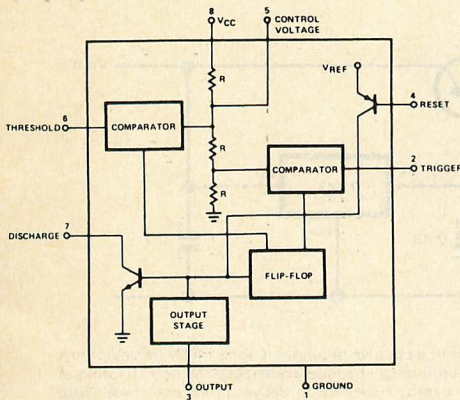 8 VCC
5 CONTROL VOLTAGE
R
VREF
4 RESET
6 THRESHOLD
COMPARATOR
R
COMPARATOR
2 TRIGGER
R
7 DISCHARGE
FLIP-FLOP
OUTPUT STAGE
3 OUTPUT
1 GROUND